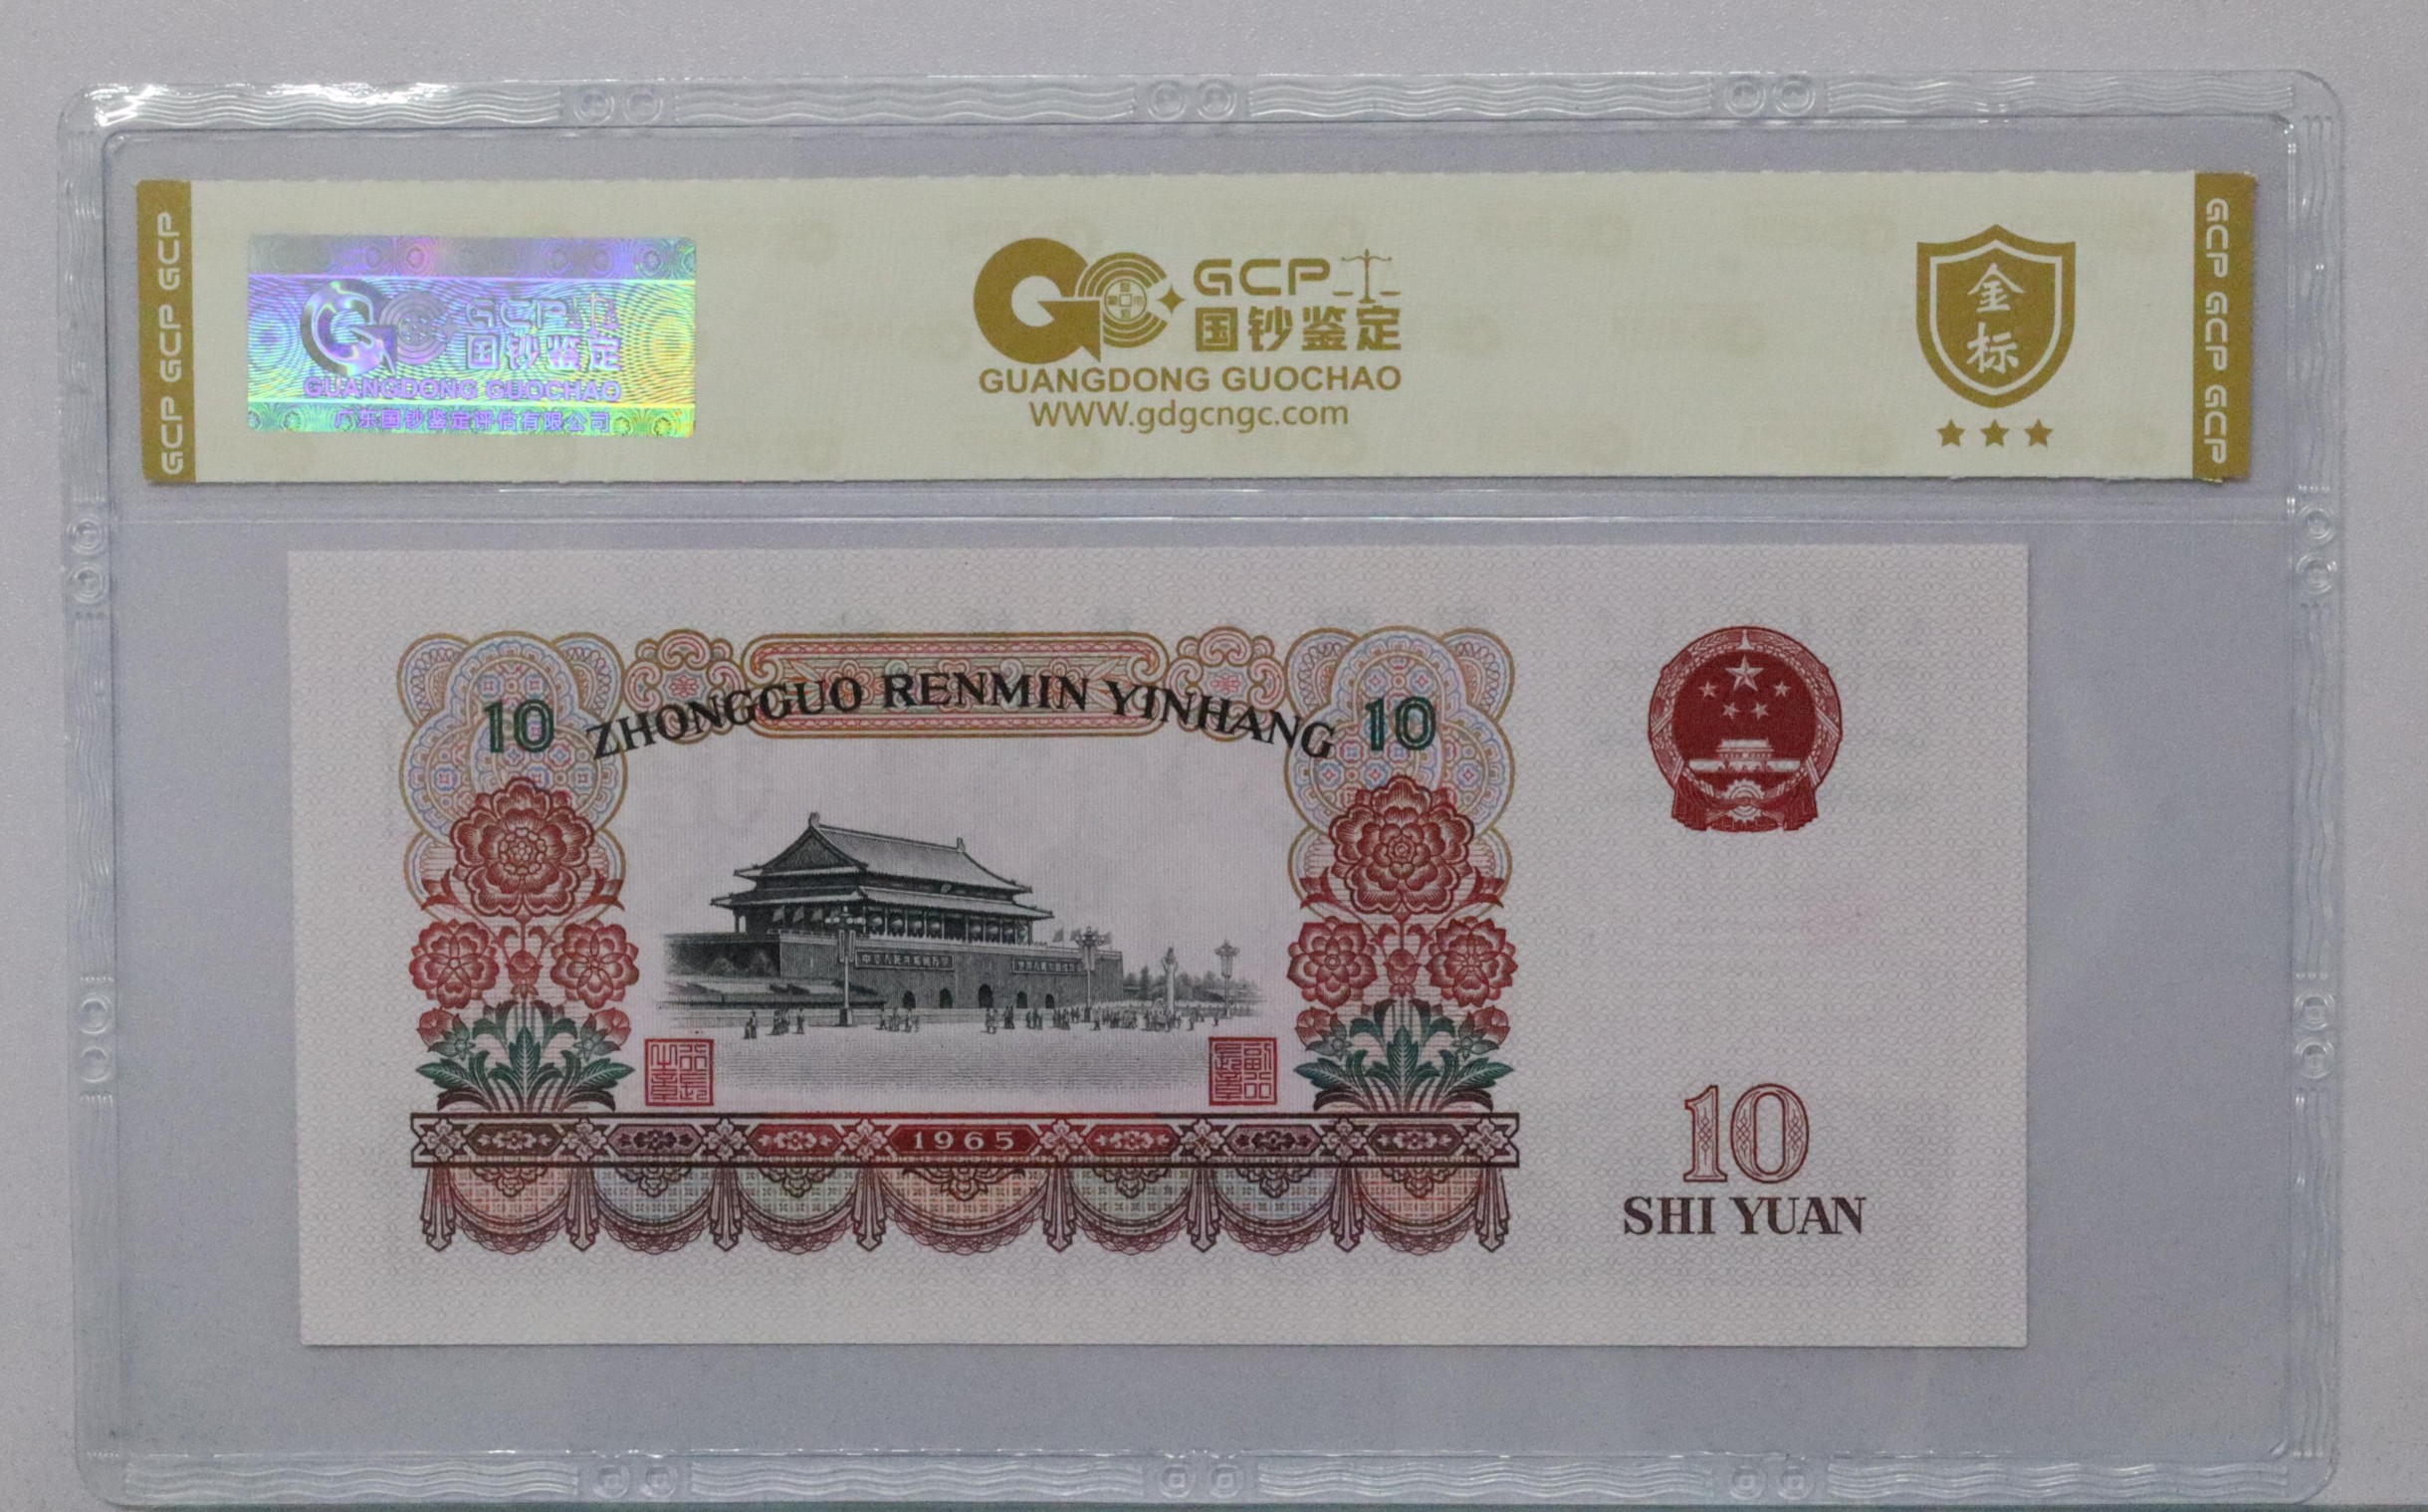 GCP GCP GCP
GCP
国钞鉴定
GUANGDONG GUOCHAO
广东国钞鉴定评估有限公司
GCP
国钞鉴定
GUANGDONG GUOCHAO
WWW.gdgcngc.com
金
标
GCP GCP GCP
10 ZHONGGUO RENMIN YINHANG 10
1965
10
SHI YUAN